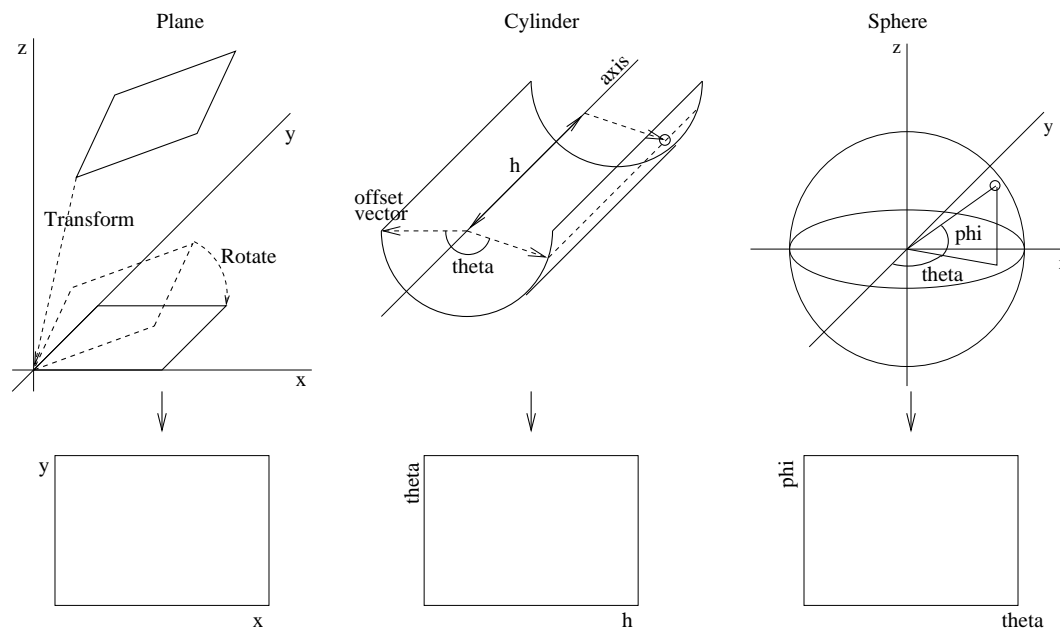 Plane
z
y
Transform
Rotate
x
y
x
Cylinder
axis
h
offset
vector
theta
theta
h
Sphere
z
y
phi
theta
phi
theta